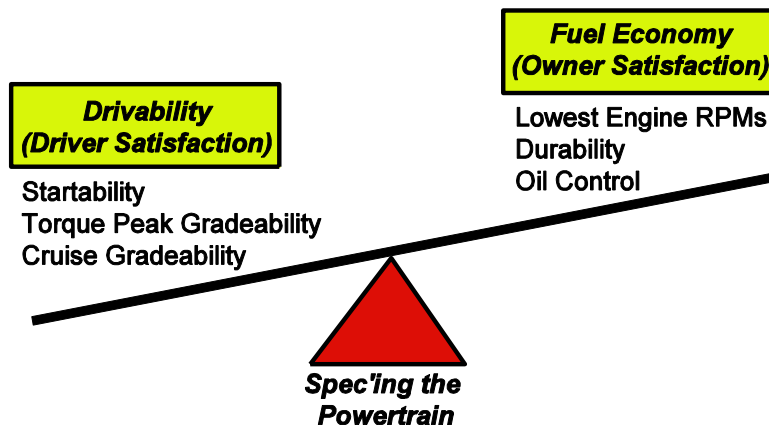 Drivability
(Driver Satisfaction)
Startability
Torque Peak Gradeability
Cruise Gradeability
Fuel Economy
(Owner Satisfaction)
Lowest Engine RPMs
Durability
Oil Control
Spec'ing the
Powertrain